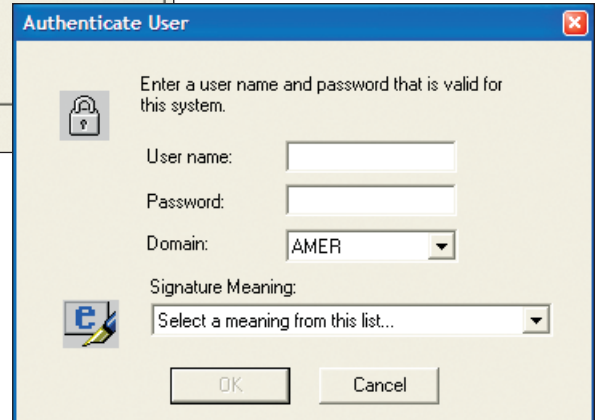 Authenticate User
Enter a user name and password that is valid for
this system.
User name:
Password:
Domain:
AMER
Signature Meaning:
e
Select a meaning from this list...
OK
Cancel